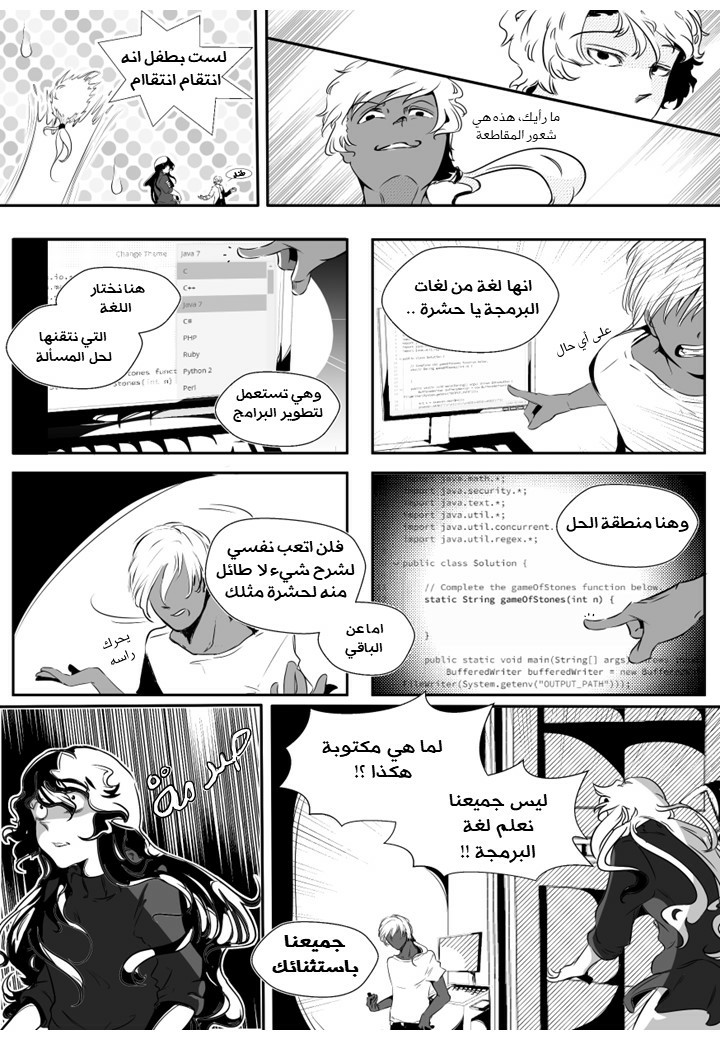 ما رأيك، هذه هي
شعور المقاطعة
لست بطفل انه
انتقام انتقاام
طفل
انها لغة من لغات
البرمجة يا حشرة ..
على أي حال
Change Theme
Java 7
C
C++
Java 7
C#
PHP
Ruby
Python 2
Perl
هنا نختار
اللغة
التي نتقنها
لحل المسألة
وهي تستعمل
لتطوير البرامج
وهنا منطقة الحل
import java.math.*;
import java.security.*;
import java.text.*;
import java.util.*;
import java.util.concurrent.
import java.util.regex.*;
public class Solution {
// Complete the gameOfStones function below
static String gameOfStones(int n) {
}
public static void main(String[] args)
BufferedWriter bufferedWriter = new
FileWriter(System.getenv("OUTPUT_PATH")));
فلن اتعب نفسي
لشرح شيء لا طائل
منه لحشرة مثلك
اما عن
الباقي
يحرك
راسه
لما هي مكتوبة
هكذا ؟!
ليس جميعنا
نعلم لغة
البرمجة !!
جميعنا
باستثنائك
صدمة